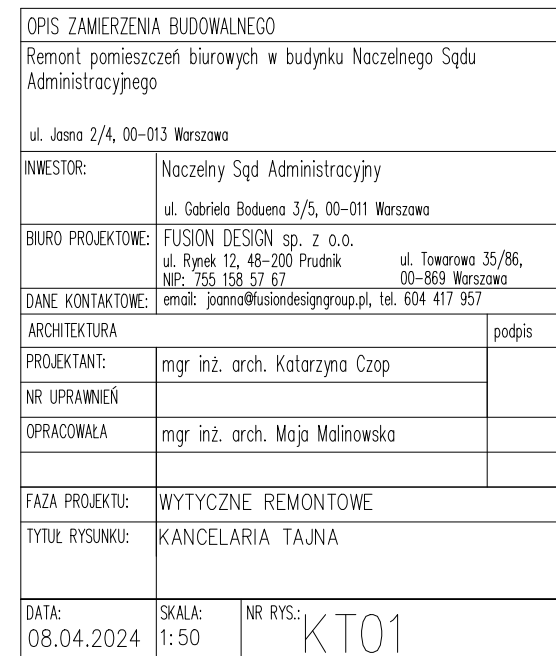 OPIS ZAMIERZENIA BUDOWALNEGO
Remont pomieszczeń biurowych w budynku Naczelnego Sądu
Administracyjnego
ul. Jasna 2/4, 00-013 Warszawa
INWESTOR: Naczelny Sąd Administracyjny
ul. Gabriela Boduena 3/5, 00-011 Warszawa
BIURO PROJEKTOWE: FUSION DESIGN sp. z o.o.
ul. Rynek 12, 48-200 Prudnik ul. Towarowa 35/86,
NIP: 755 158 57 67 00-869 Warszawa
DANE KONTAKTOWE: email: joanna@fusiondesigngroup.pl, tel. 604 417 957
ARCHITEKTURA podpis
PROJEKTANT: mgr inż. arch. Katarzyna Czop
NR UPRAWNIEŃ
OPRACOWAŁA mgr inż. arch. Maja Malinowska
FAZA PROJEKTU: WYTYCZNE REMONTOWE
TYTUŁ RYSUNKU: KANCELARIA TAJNA
DATA: SKALA: NR RYS.:
08.04.2024 1:50 KT01